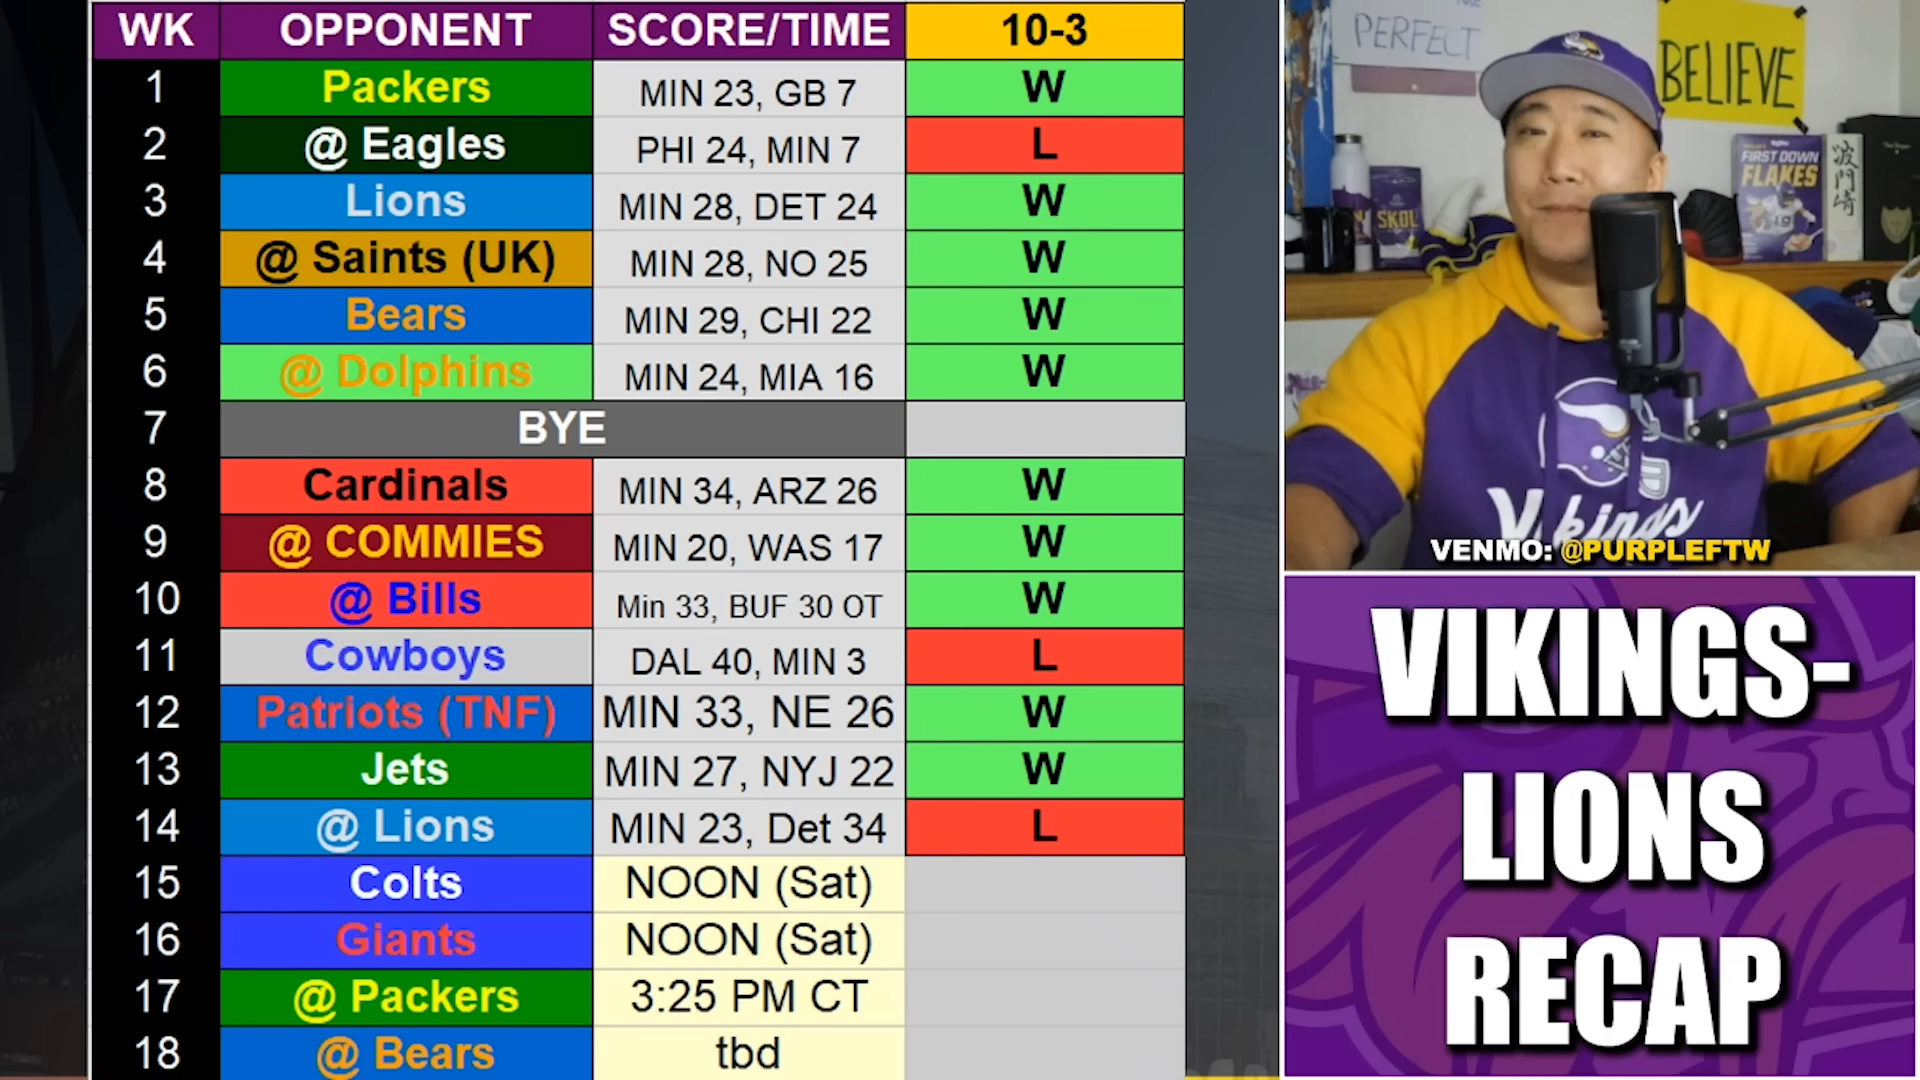 WK OPPONENT SCORE/TIME 10-3
1 Packers MIN 23, GB 7 W
2 @ Eagles PHI 24, MIN 7 L
3 Lions MIN 28, DET 24 W
4 @ Saints (UK) MIN 28, NO 25 W
5 Bears MIN 29, CHI 22 W
6 @ Dolphins MIN 24, MIA 16 W
7 BYE
8 Cardinals MIN 34, ARZ 26 W
9 @ COMMIES MIN 20, WAS 17 W
10 @ Bills Min 33, BUF 30 OT W
11 Cowboys DAL 40, MIN 3 L
12 Patriots (TNF) MIN 33, NE 26 W
13 Jets MIN 27, NYJ 22 W
14 @ Lions MIN 23, Det 34 L
15 Colts NOON (Sat)
16 Giants NOON (Sat)
17 @ Packers 3:25 PM CT
18 @ Bears tbd
PERFECT
BELIEVE
FIRST DOWN
FLAKES
19
SKOL
波門崎
Vikings
VENMO: @PURPLEFTW
VIKINGS-
LIONS
RECAP